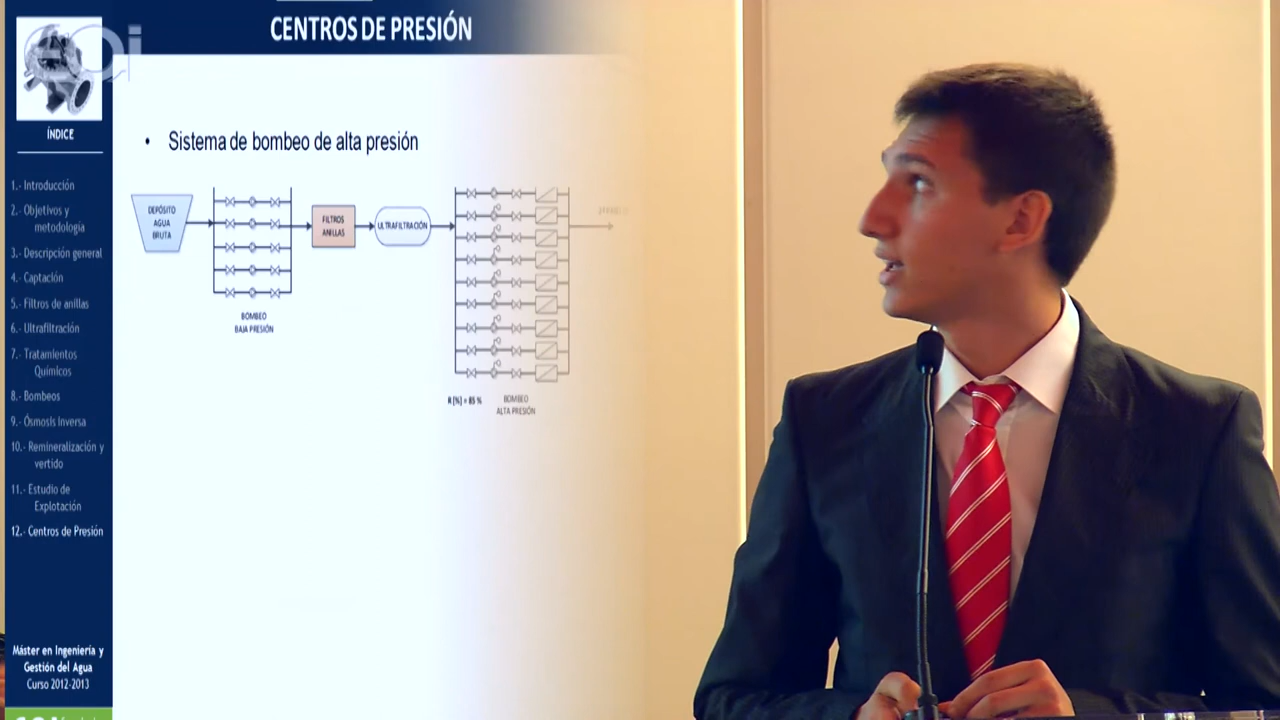 CENTROS DE PRESIÓN
eoi
ÍNDICE
1.- Introducción
2.- Objetivos y
metodología
3.- Descripción general
4.- Captación
5.- Filtros de anillas
6.- Ultrafiltración
7.- Tratamientos
Químicos
8.- Bombeos
9.- Ósmosis Inversa
10.- Remineralización y
vertido
11.- Estudio de
Explotación
12.- Centros de Presión
Máster en Ingeniería y
Gestión del Agua
Curso 2012-2013
• Sistema de bombeo de alta presión
DEPÓSITO
AGUA
BRUTA
BOMBEO
BAJA PRESIÓN
FILTROS
ANILLAS
ULTRAFILTRACIÓN
R [%] = 85 %
BOMBEO
ALTA PRESIÓN